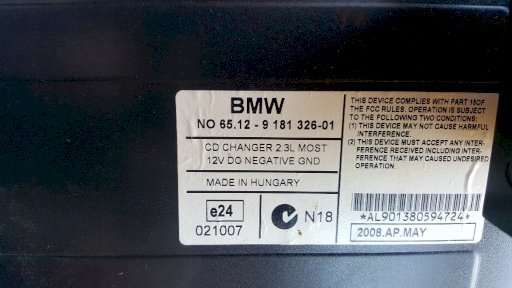 BMW
NO 65.12 - 9 181 326-01
CD CHANGER 2.3L MOST
12V DC NEGATIVE GND
MADE IN HUNGARY
e24
021007
N18
THIS DEVICE COMPLIES WITH PART 15OF
THE FCC RULES. OPERATION IS SUBJECT
TO THE FOLLOWING TWO CONDITIONS:
(1) THIS DEVICE MAY NOT CAUSE HARMFUL
INTERFERENCE.
(2) THIS DEVICE MUST ACCEPT ANY INTER-
FERENCE RECEIVED INCLUDING INTER-
FERENCE THAT MAY CAUSED UNDESIRED
OPERATION.
*AL901380594724*
2008.AP.MAY